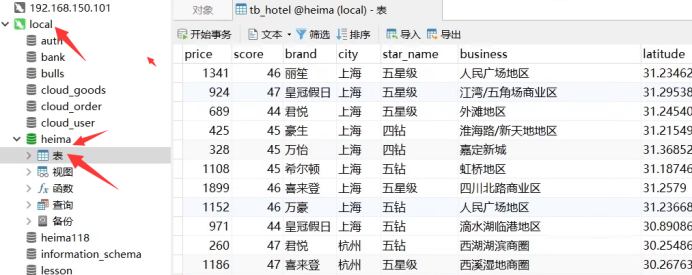 192.168.150.101
local
auth
bank
bulls
cloud_goods
cloud_order
cloud_user
heima
表
视图
函数
查询
备份
heima118
information_schema
lesson
对象 tb_hotel @heima (local) - 表
开始事务 文本 筛选 排序 导入 导出
price score brand city star_name business latitude
1341 46 丽笙 上海 五星级 人民广场地区 31.23462
924 47 皇冠假日 上海 五星级 江湾/五角场商业区 31.29538
689 44 君悦 上海 五星级 外滩地区 31.24540
425 45 豪生 上海 四钻 淮海路/新天地地区 31.21549
328 45 万怡 上海 四钻 嘉定新城 31.36852
1108 45 希尔顿 上海 五钻 虹桥地区 31.18746
1899 46 喜来登 上海 五星级 四川北路商业区 31.2579
1152 46 万豪 上海 五钻 人民广场地区 31.23668
971 44 皇冠假日 上海 五钻 滴水湖临港地区 30.89086
260 47 君悦 杭州 五钻 西湖湖滨商圈 30.25486
1186 47 喜来登 杭州 五星级 西溪湿地商圈 30.26763